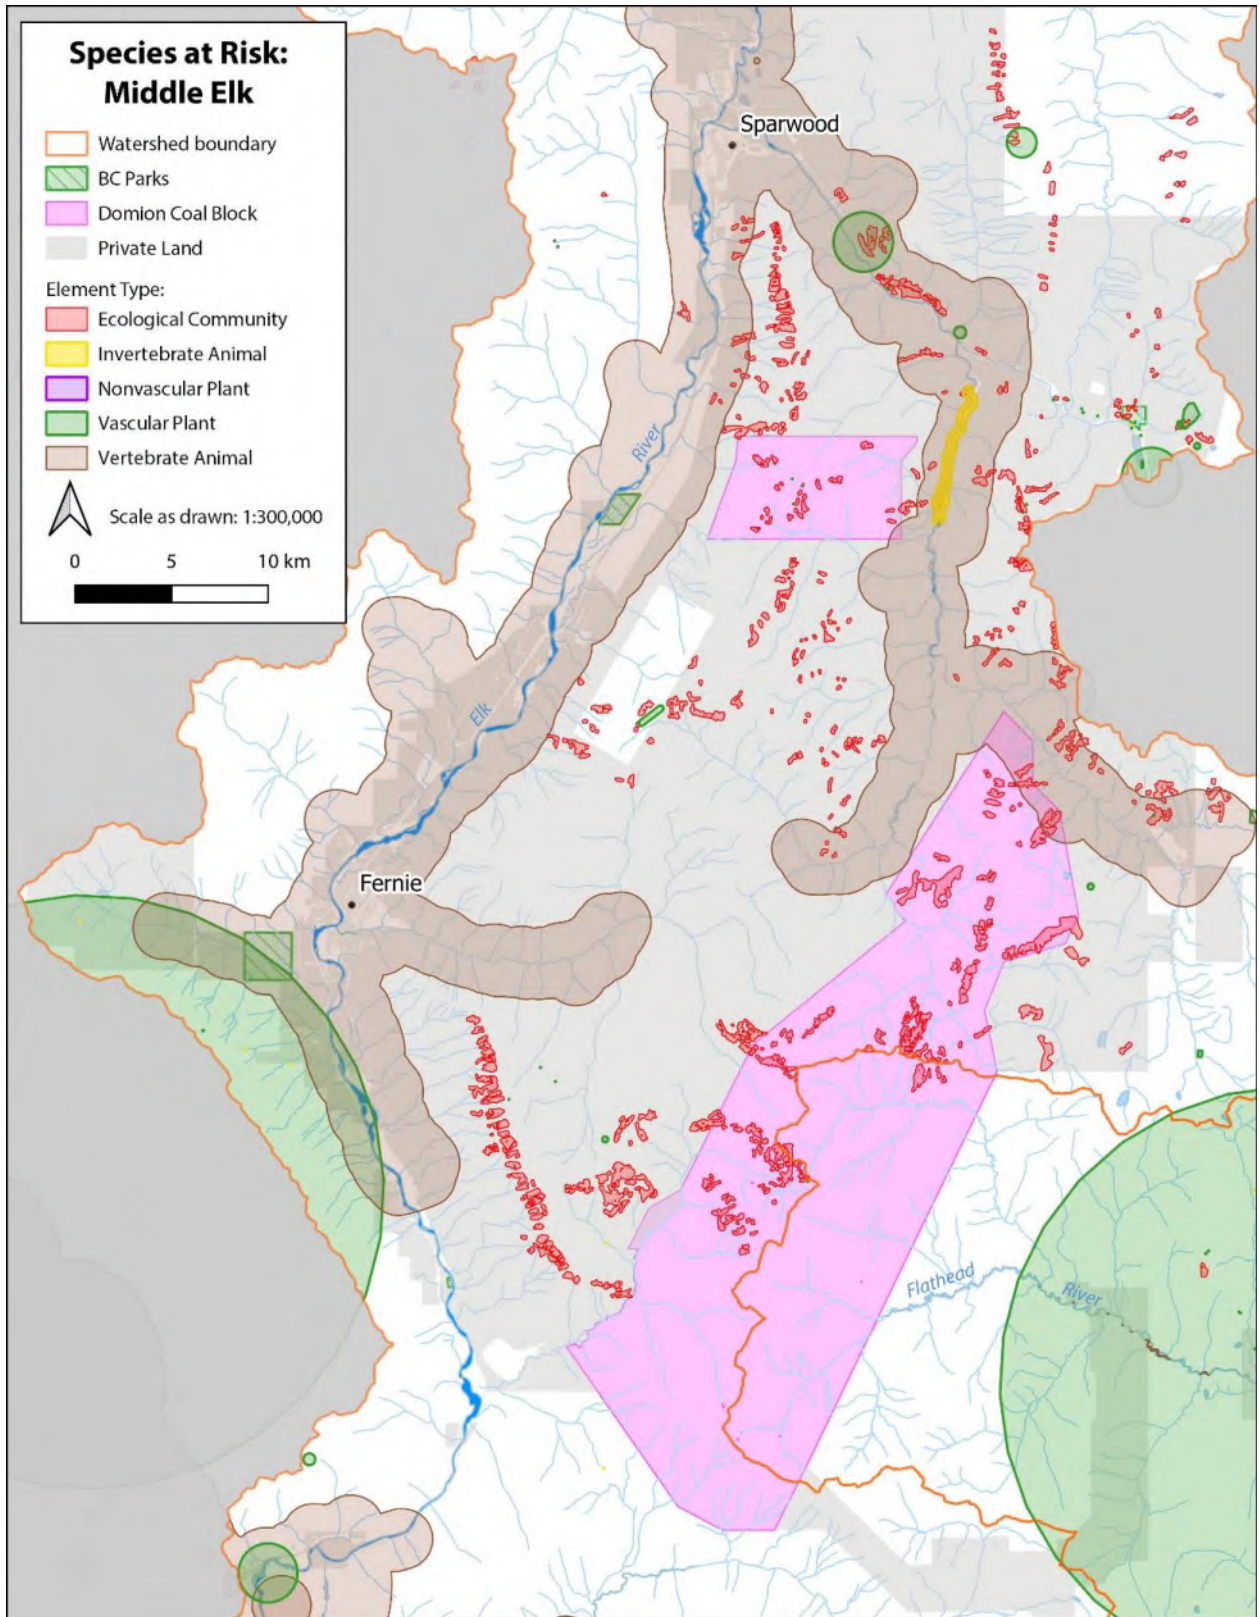 Species at Risk:
Middle Elk
Watershed boundary
BC Parks
Domion Coal Block
Private Land
Element Type:
Ecological Community
Invertebrate Animal
Nonvascular Plant
Vascular Plant
Vertebrate Animal
Scale as drawn: 1:300,000
0 5 10 km
Sparwood
River
Elk
Fernie
Flathead
River